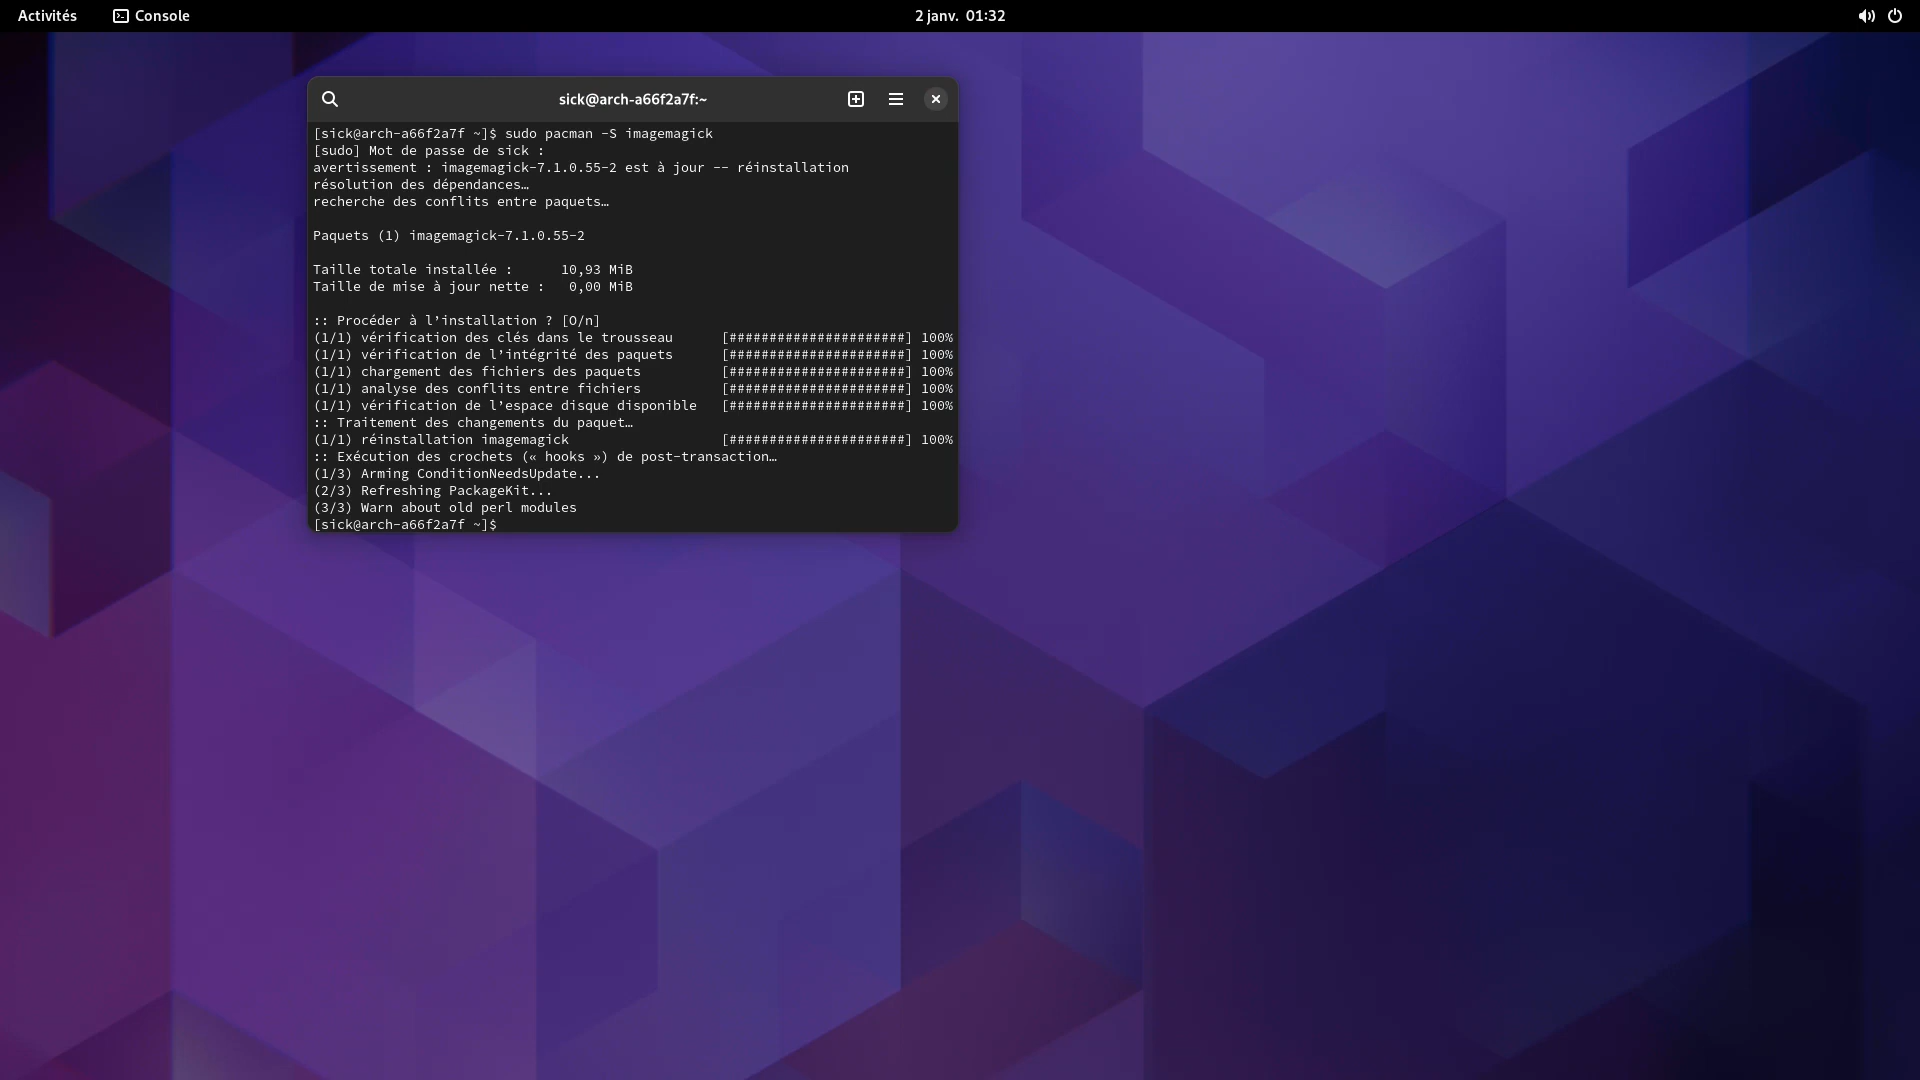 Activités
Console
2 janv. 01:32
sick@arch-a66f2a7f:~
[sick@arch-a66f2a7f ~]$ sudo pacman -S imagemagick
[sudo] Mot de passe de sick :
avertissement : imagemagick-7.1.0.55-2 est à jour -- réinstallation
résolution des dépendances…
recherche des conflits entre paquets…
Paquets (1) imagemagick-7.1.0.55-2
Taille totale installée :      10,93 MiB
Taille de mise à jour nette :   0,00 MiB
:: Procéder à l’installation ? [O/n]
(1/1) vérification des clés dans le trousseau      [######################] 100%
(1/1) vérification de l’intégrité des paquets      [######################] 100%
(1/1) chargement des fichiers des paquets          [######################] 100%
(1/1) analyse des conflits entre fichiers          [######################] 100%
(1/1) vérification de l’espace disque disponible   [######################] 100%
:: Traitement des changements du paquet…
(1/1) réinstallation imagemagick                   [######################] 100%
:: Exécution des crochets (« hooks ») de post-transaction…
(1/3) Arming ConditionNeedsUpdate...
(2/3) Refreshing PackageKit...
(3/3) Warn about old perl modules
[sick@arch-a66f2a7f ~]$